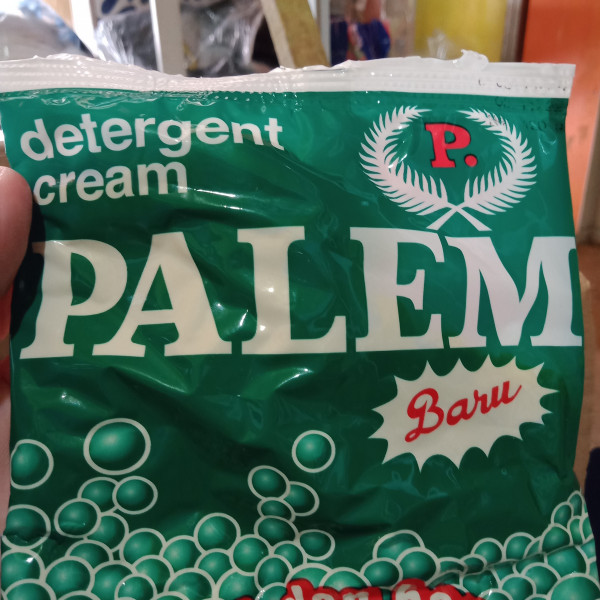 detergent
cream
P.
PALEM
Baru